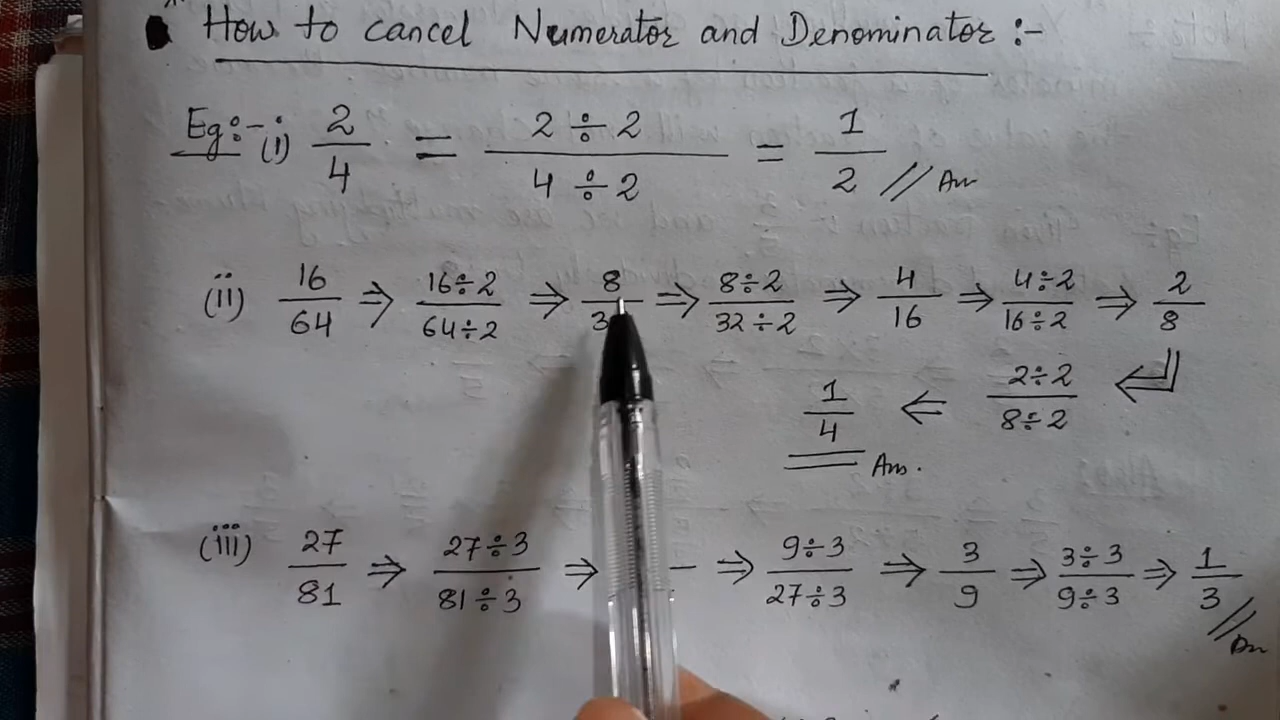 How to cancel Numerator and Denominator :-
Eg:- (i) 2/4 = 2 ÷ 2 / 4 ÷ 2 = 1/2 // An
(ii) 16/64 ⇒ 16÷2 / 64÷2 ⇒ 8/3 ⇒ 8÷2 / 32÷2 ⇒ 4/16 ⇒ 4÷2 / 16÷2 ⇒ 2/8
1/4 ⇐ 2÷2 / 8÷2 ⇐
Ans.
(iii) 27/81 ⇒ 27÷3 / 81÷3 ⇒ ⇒ 9÷3 / 27÷3 ⇒ 3/9 ⇒ 3÷3 / 9÷3 ⇒ 1/3 // An